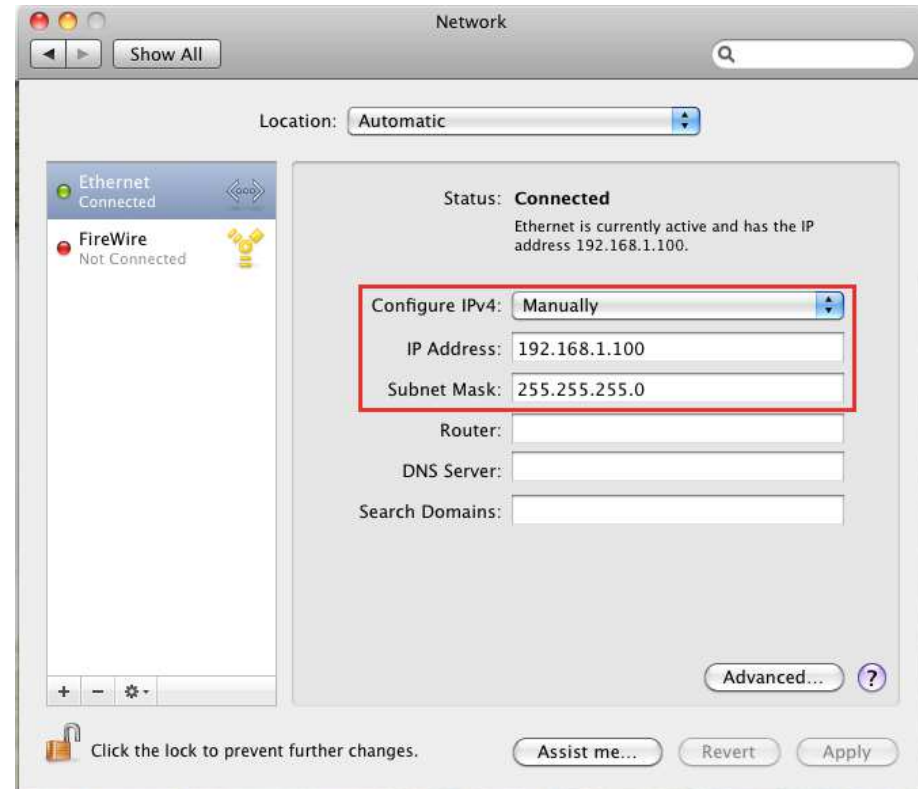 Network
Show All
Location: Automatic
Ethernet
Connected
FireWire
Not Connected
Status: Connected
Ethernet is currently active and has the IP
address 192.168.1.100.
Configure IPv4: Manually
IP Address: 192.168.1.100
Subnet Mask: 255.255.255.0
Router:
DNS Server:
Search Domains:
Advanced... ?
Click the lock to prevent further changes.
Assist me... Revert Apply